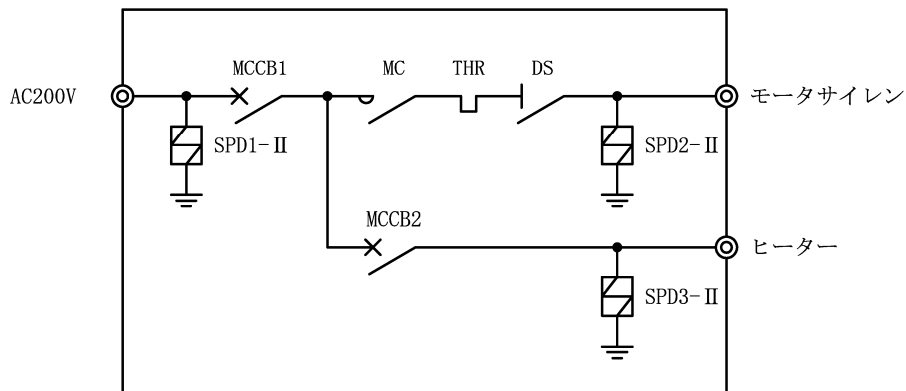 MCCB1
MC
THR
DS
AC200V
モータサイレン
SPD1-Ⅱ
SPD2-Ⅱ
MCCB2
ヒーター
SPD3-Ⅱ